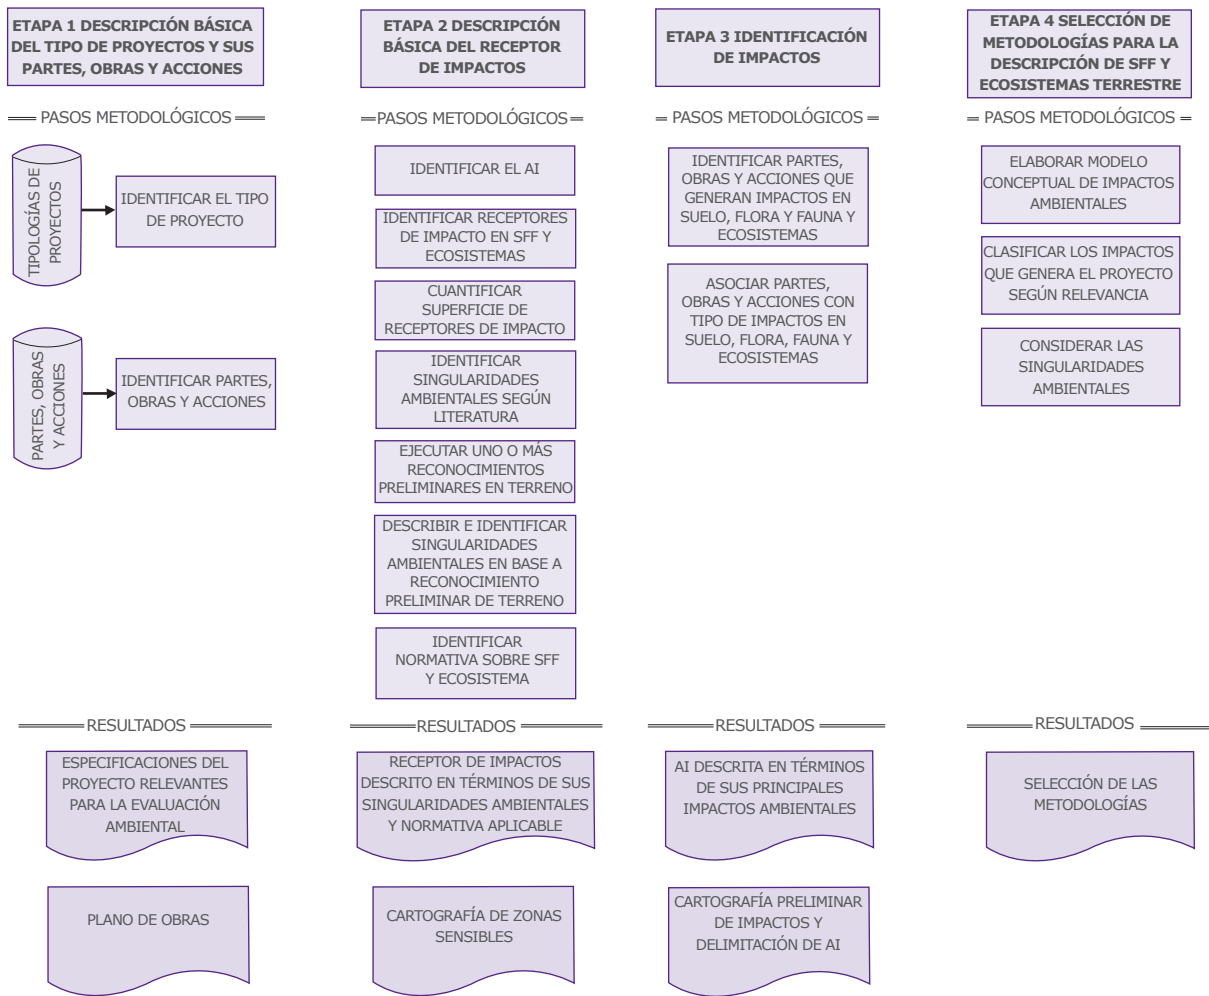 ETAPA 1 DESCRIPCIÓN BÁSICA
DEL TIPO DE PROYECTOS Y SUS
PARTES, OBRAS Y ACCIONES
PASOS METODOLÓGICOS
TIPOLOGÍAS DE
PROYECTOS
IDENTIFICAR EL TIPO
DE PROYECTO
PARTES, OBRAS
Y ACCIONES
IDENTIFICAR PARTES,
OBRAS Y ACCIONES
RESULTADOS
ESPECIFICACIONES DEL
PROYECTO RELEVANTES
PARA LA EVALUACIÓN
AMBIENTAL
PLANO DE OBRAS
ETAPA 2 DESCRIPCIÓN
BÁSICA DEL RECEPTOR
DE IMPACTOS
PASOS METODOLÓGICOS
IDENTIFICAR EL AI
IDENTIFICAR RECEPTORES
DE IMPACTO EN SFF Y
ECOSISTEMAS
CUANTIFICAR
SUPERFICIE DE
RECEPTORES DE IMPACTO
IDENTIFICAR
SINGULARIDADES
AMBIENTALES SEGÚN
LITERATURA
EJECUTAR UNO O MÁS
RECONOCIMIENTOS
PRELIMINARES EN TERRENO
DESCRIBIR E IDENTIFICAR
SINGULARIDADES
AMBIENTALES EN BASE A
RECONOCIMIENTO
PRELIMINAR DE TERRENO
IDENTIFICAR
NORMATIVA SOBRE SFF
Y ECOSISTEMA
RESULTADOS
RECEPTOR DE IMPACTOS
DESCRITO EN TÉRMINOS DE SUS
SINGULARIDADES AMBIENTALES
Y NORMATIVA APLICABLE
CARTOGRAFÍA DE ZONAS
SENSIBLES
ETAPA 3 IDENTIFICACIÓN
DE IMPACTOS
PASOS METODOLÓGICOS
IDENTIFICAR PARTES,
OBRAS Y ACCIONES QUE
GENERAN IMPACTOS EN
SUELO, FLORA Y FAUNA Y
ECOSISTEMAS
ASOCIAR PARTES,
OBRAS Y ACCIONES CON
TIPO DE IMPACTOS EN
SUELO, FLORA, FAUNA Y
ECOSISTEMAS
RESULTADOS
AI DESCRITA EN TÉRMINOS
DE SUS PRINCIPALES
IMPACTOS AMBIENTALES
CARTOGRAFÍA PRELIMINAR
DE IMPACTOS Y
DELIMITACIÓN DE AI
ETAPA 4 SELECCIÓN DE
METODOLOGÍAS PARA LA
DESCRIPCIÓN DE SFF Y
ECOSISTEMAS TERRESTRE
PASOS METODOLÓGICOS
ELABORAR MODELO
CONCEPTUAL DE IMPACTOS
AMBIENTALES
CLASIFICAR LOS IMPACTOS
QUE GENERA EL PROYECTO
SEGÚN RELEVANCIA
CONSIDERAR LAS
SINGULARIDADES
AMBIENTALES
RESULTADOS
SELECCIÓN DE LAS
METODOLOGÍAS